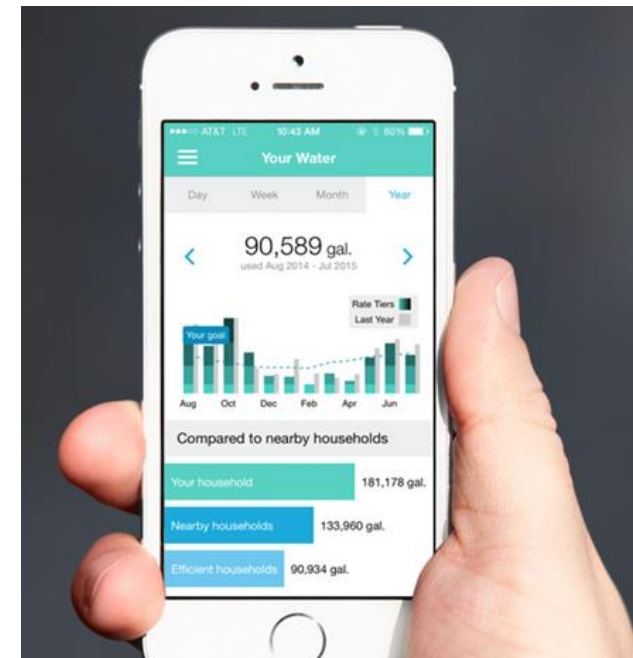 AT&T LTE 10:43 AM 80%
Your Water
Day Week Month Year
90,589 gal.
used Aug 2014 - Jul 2015
Rate Tiers
Last Year
Your goal
Aug Oct Dec Feb Apr Jun
Compared to nearby households
Your household 181,178 gal.
Nearby households 133,960 gal.
Efficient households 90,934 gal.